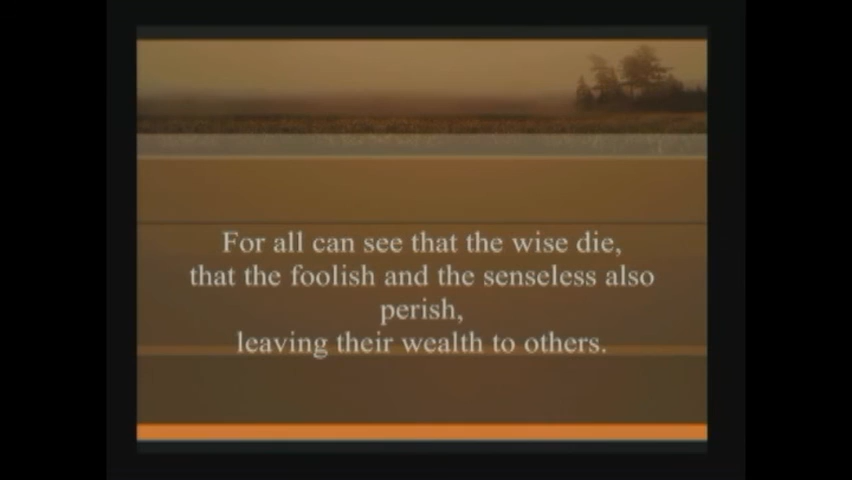 For all can see that the wise die,
that the foolish and the senseless also
perish,
leaving their wealth to others.